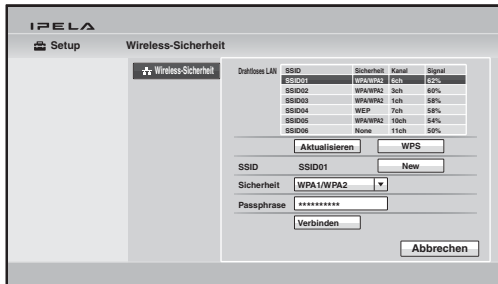 IPELA
Setup Wireless-Sicherheit
Wireless-Sicherheit
Drahtloses LAN SSID Sicherheit Kanal Signal
SSID01 WPA/WPA2 6ch 62%
SSID02 WPA/WPA2 3ch 60%
SSID03 WPA/WPA2 1ch 58%
SSID04 WEP 7ch 58%
SSID05 WPA/WPA2 10ch 54%
SSID06 None 11ch 50%
Aktualisieren WPS
SSID SSID01 New
Sicherheit WPA1/WPA2
Passphrase **********
Verbinden
Abbrechen